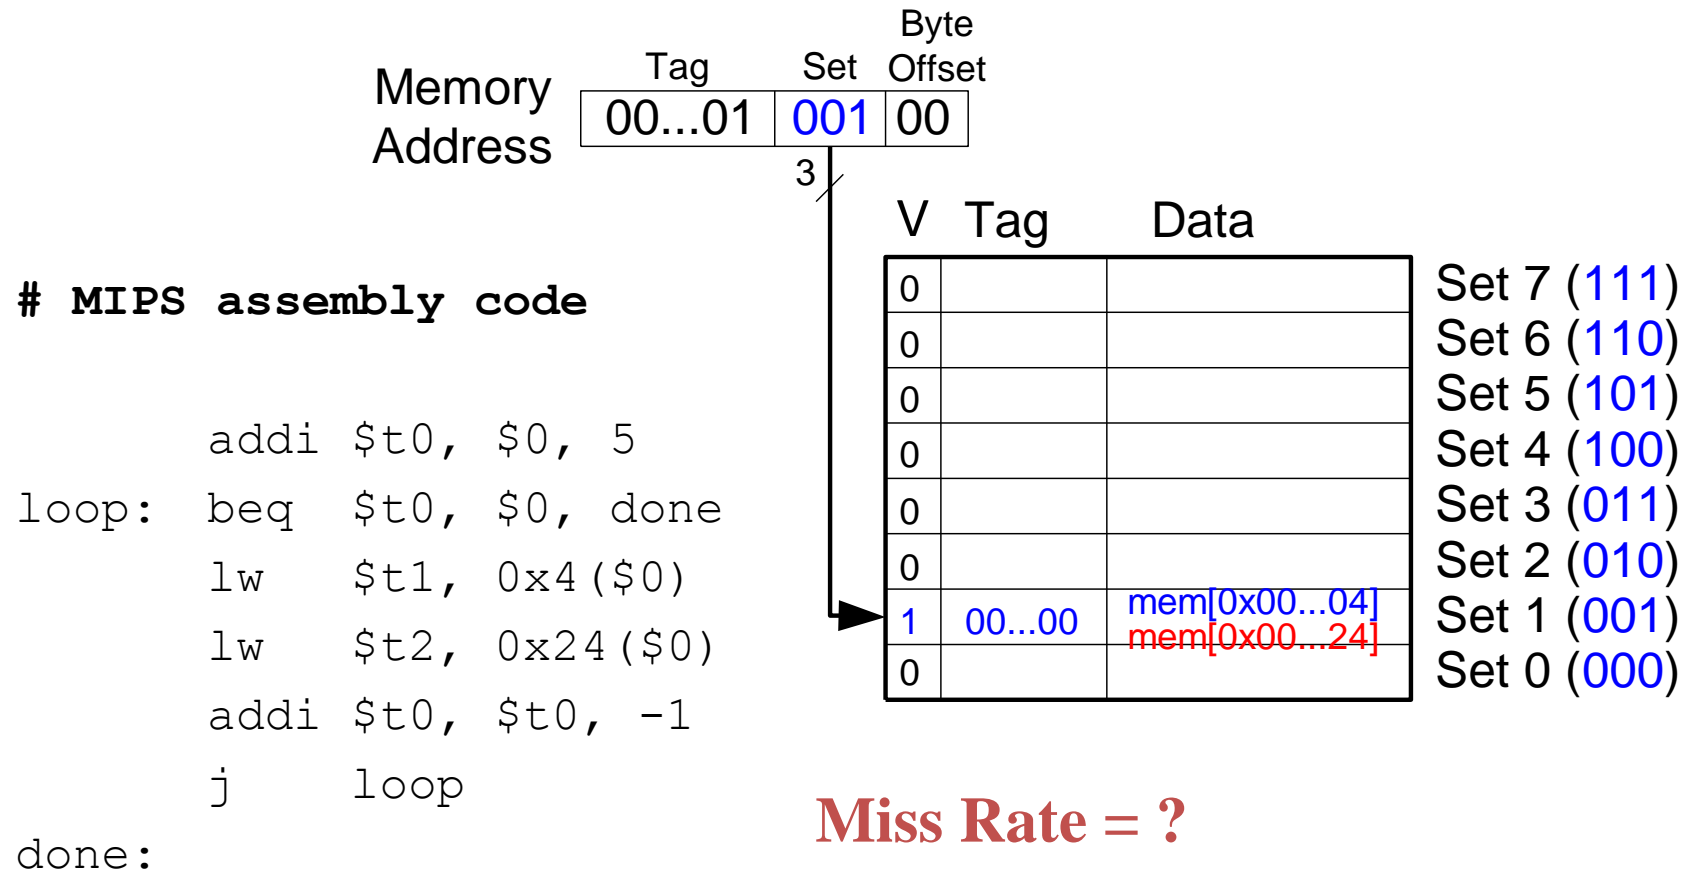 Byte
Tag Set Offset
Memory Address
00...01 001 00
3
V Tag Data
# MIPS assembly code
addi $t0, $0, 5
loop: beq $t0, $0, done
lw $t1, 0x4($0)
lw $t2, 0x24($0)
addi $t0, $t0, -1
j loop
done:
0 Set 7 (111)
0 Set 6 (110)
0 Set 5 (101)
0 Set 4 (100)
0 Set 3 (011)
0 Set 2 (010)
1 00...00 mem[0x00...04] Set 1 (001)
mem[0x00...24]
0 Set 0 (000)
Miss Rate = ?